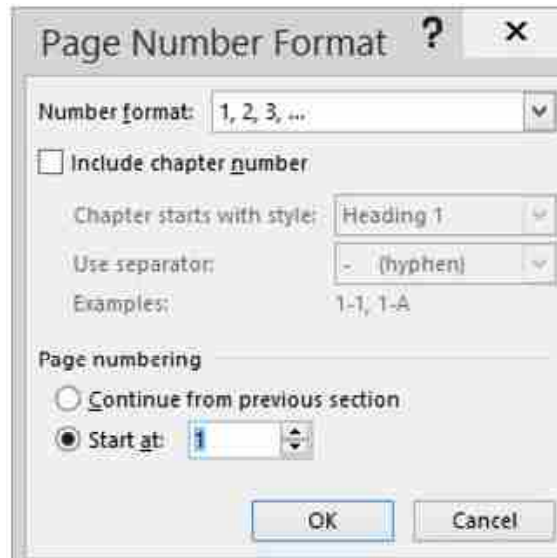 Page Number Format ? ×
Number format: 1, 2, 3, ...
Include chapter number
Chapter starts with style: Heading 1
Use separator: - (hyphen)
Examples: 1-1, 1-A
Page numbering
Continue from previous section
Start at: 1
OK Cancel